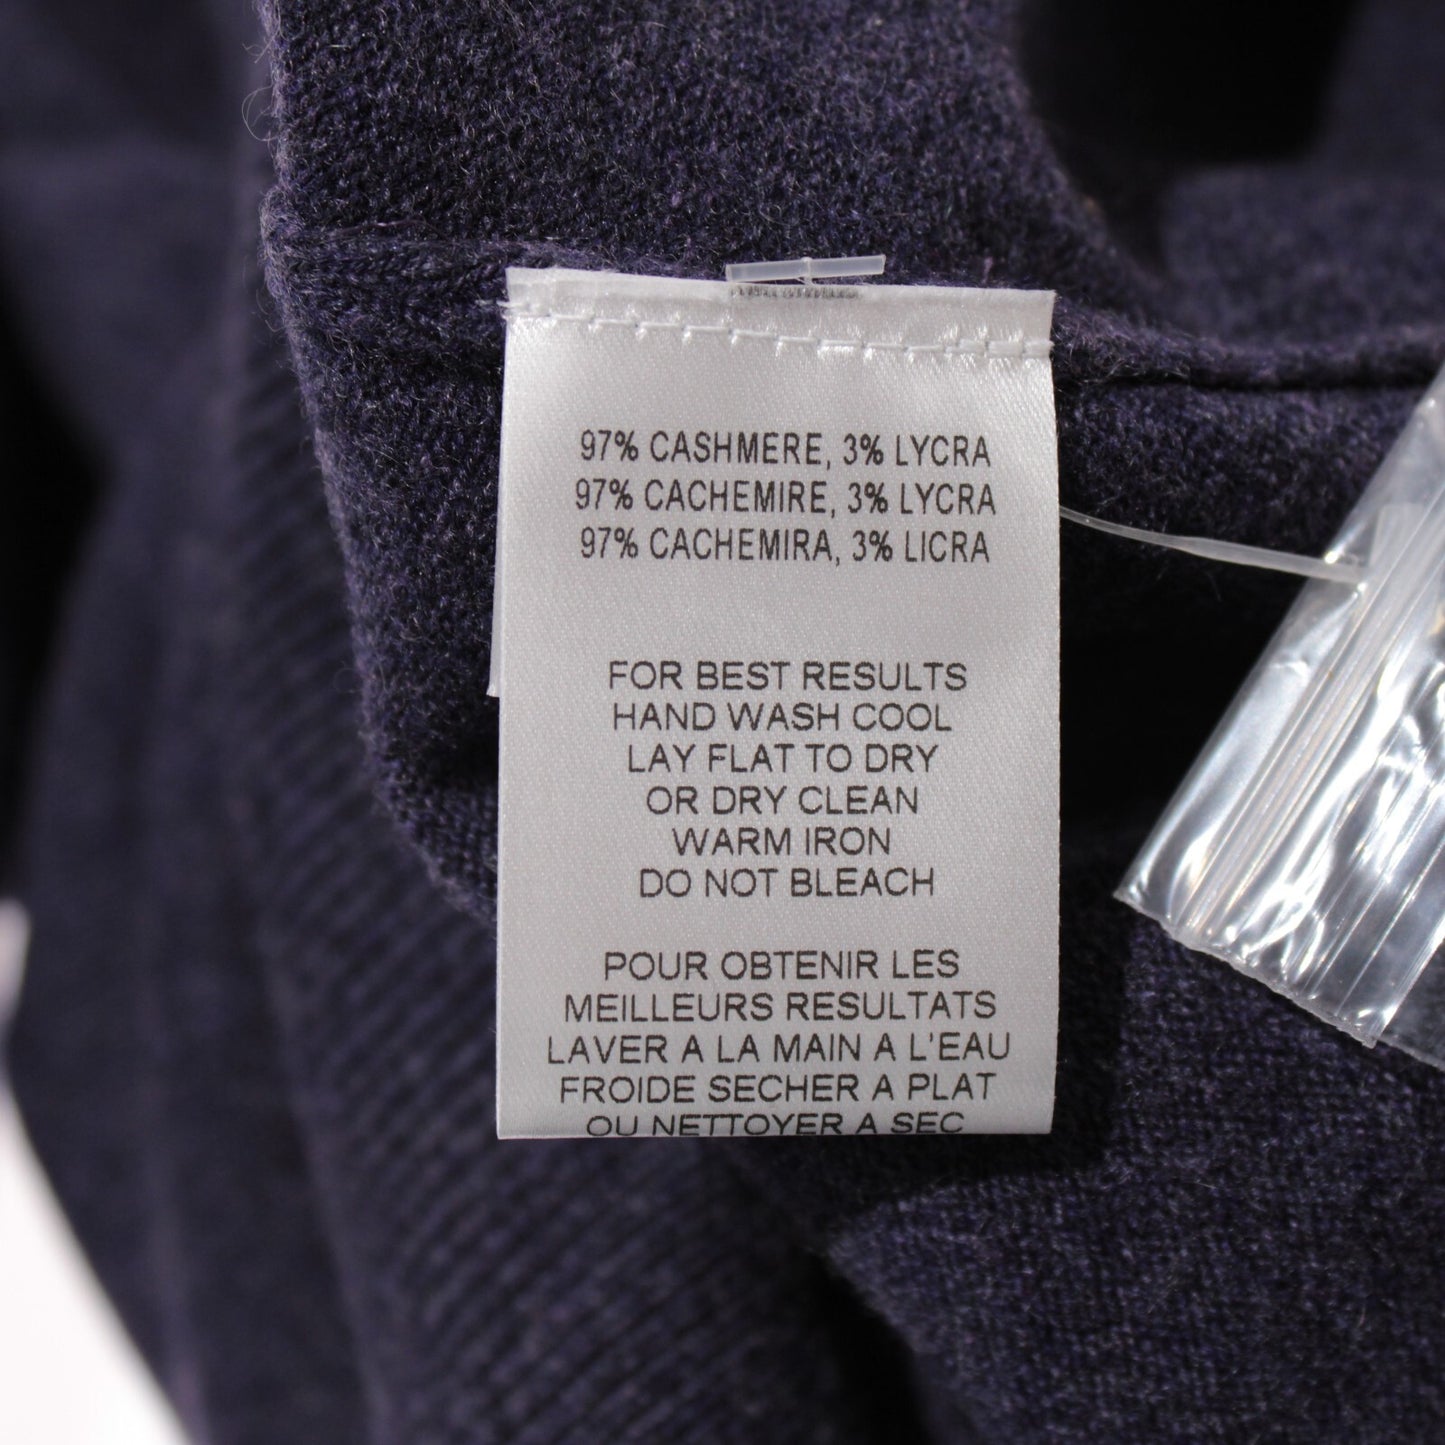 97% CASHMERE, 3% LYCRA
97% CACHEMIRE, 3% LYCRA
97% CACHEMIRA, 3% LICRA
FOR BEST RESULTS
HAND WASH COOL
LAY FLAT TO DRY
OR DRY CLEAN
WARM IRON
DO NOT BLEACH
POUR OBTENIR LES
MEILLEURS RESULTATS
LAVER A LA MAIN A L'EAU
FROIDE SECHER A PLAT
OU NETTOYER A SEC